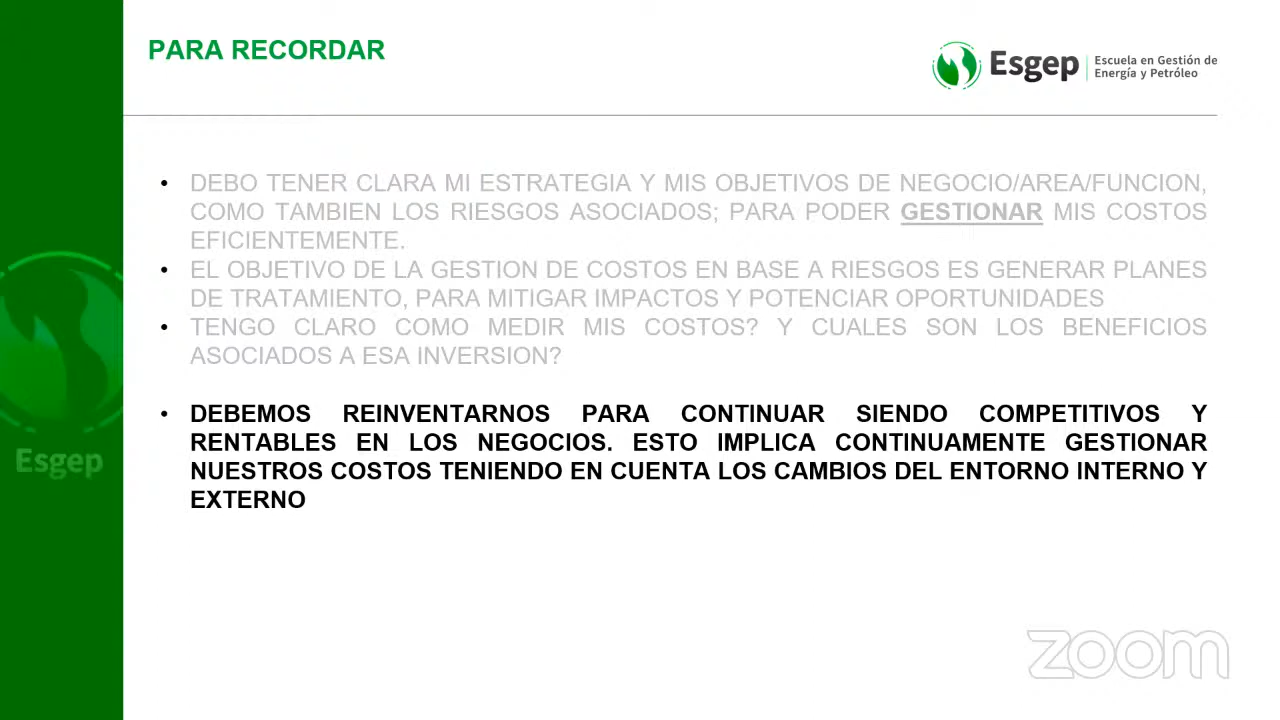 PARA RECORDAR
Esgep
Escuela en Gestión de
Energía y Petróleo
• DEBO TENER CLARA MI ESTRATEGIA Y MIS OBJETIVOS DE NEGOCIO/AREA/FUNCION,
COMO TAMBIEN LOS RIESGOS ASOCIADOS; PARA PODER GESTIONAR MIS COSTOS
EFICIENTEMENTE.
• EL OBJETIVO DE LA GESTION DE COSTOS EN BASE A RIESGOS ES GENERAR PLANES
DE TRATAMIENTO, PARA MITIGAR IMPACTOS Y POTENCIAR OPORTUNIDADES
• TENGO CLARO COMO MEDIR MIS COSTOS? Y CUALES SON LOS BENEFICIOS
ASOCIADOS A ESA INVERSION?
• DEBEMOS REINVENTARNOS PARA CONTINUAR SIENDO COMPETITIVOS Y
RENTABLES EN LOS NEGOCIOS. ESTO IMPLICA CONTINUAMENTE GESTIONAR
NUESTROS COSTOS TENIENDO EN CUENTA LOS CAMBIOS DEL ENTORNO INTERNO Y
EXTERNO
Esgep
zoom